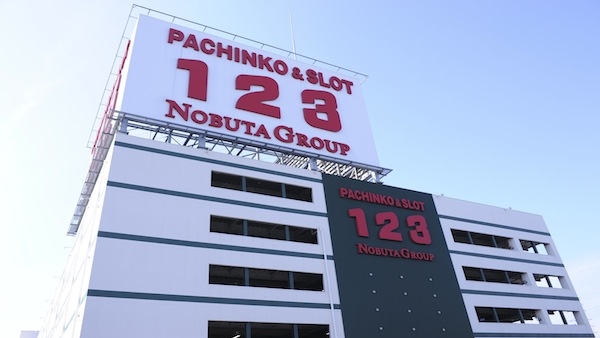 PACHINKO & SLOT
123
NOBUTA GROUP
PACHINKO & SLOT
123
NOBUTA GROUP